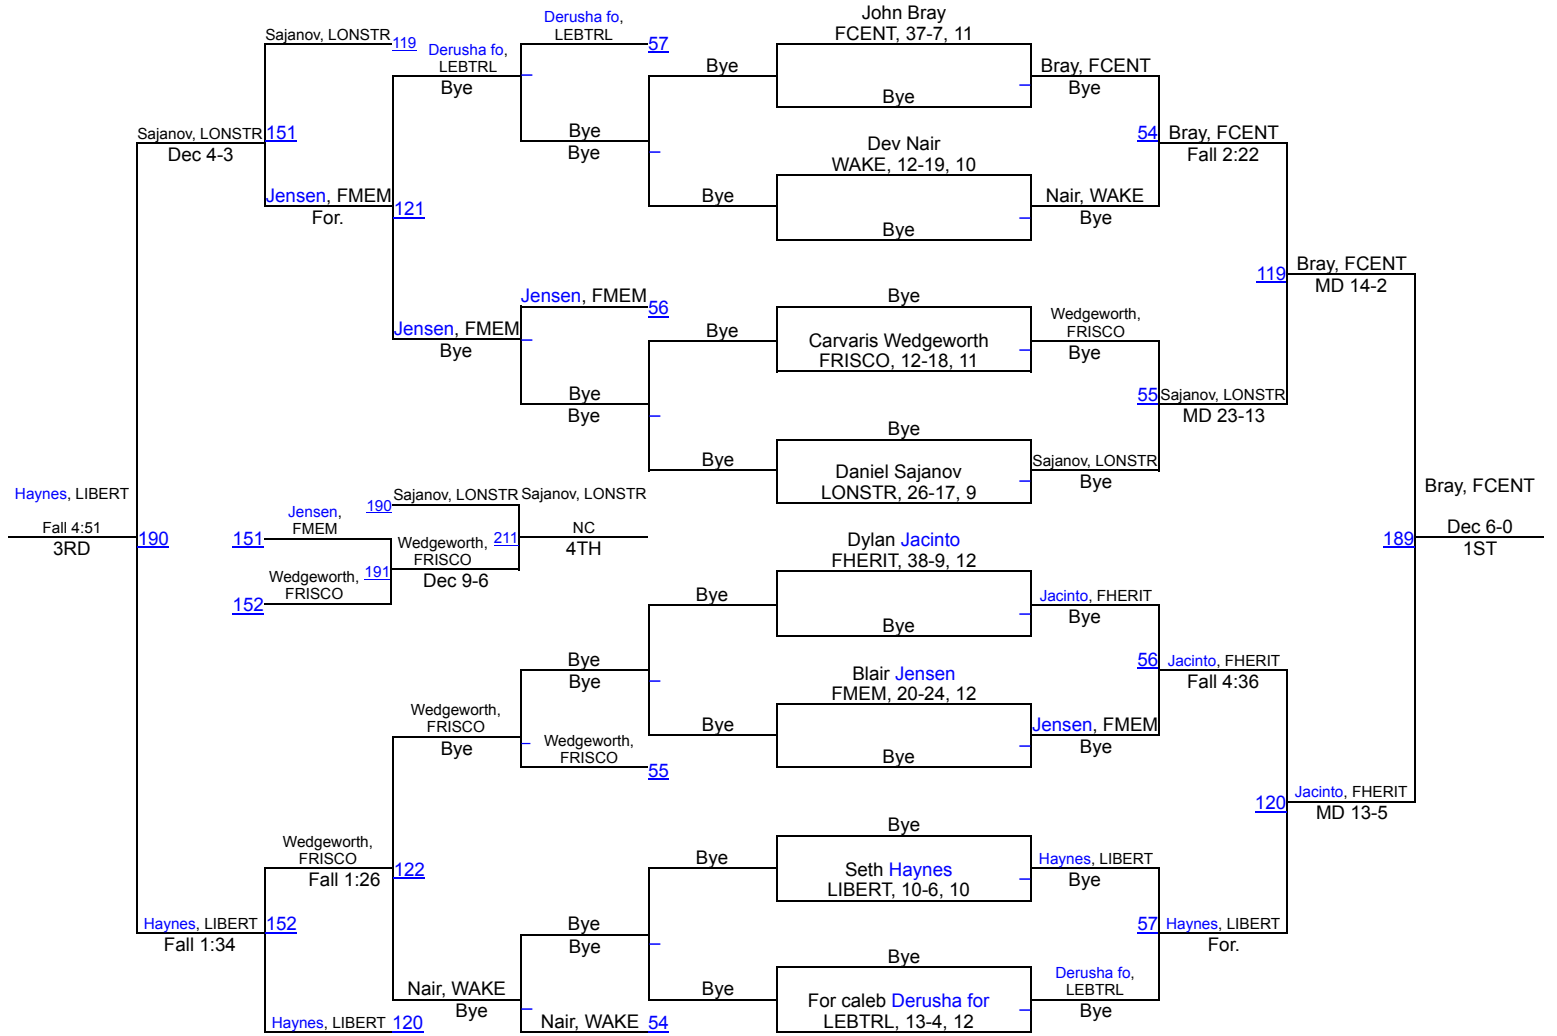 John Bray
FCENT, 37-7, 11
Derusha fo,
LEBTRL
57
Sajanov, LONSTR
119
Derusha fo,
LEBTRL
Bye
Bye
Bray, FCENT
Bye
Bye
Bye
Bye
54
Bray, FCENT
Fall 2:22
Sajanov, LONSTR
151
Dec 4-3
Dev Nair
WAKE, 12-19, 10
Jensen, FMEM
121
For.
Bye
Nair, WAKE
Bye
Bye
119
Bray, FCENT
MD 14-2
Jensen, FMEM
56
Bye
Jensen, FMEM
Bye
Bye
Carvaris Wedgeworth
FRISCO, 12-18, 11
Wedgeworth,
FRISCO
Bye
Bye
Bye
55
Sajanov, LONSTR
MD 23-13
Bye
Bye
Daniel Sajanov
LONSTR, 26-17, 9
Sajanov, LONSTR
Bye
Haynes, LIBERT
Fall 4:51
3RD
190
190
Sajanov, LONSTR
Sajanov, LONSTR
Jensen,
FMEM
151
Wedgeworth,
FRISCO
211
NC
4TH
191
Dec 9-6
Wedgeworth,
FRISCO
152
Bray, FCENT
189
Dec 6-0
1ST
Dylan Jacinto
FHERIT, 38-9, 12
Bye
Jacinto, FHERIT
Bye
Bye
Bye
Bye
56
Jacinto, FHERIT
Fall 4:36
Blair Jensen
FMEM, 20-24, 12
Wedgeworth,
FRISCO
Bye
Bye
Jensen, FMEM
Bye
Wedgeworth,
FRISCO
55
Bye
120
Jacinto, FHERIT
MD 13-5
Bye
Wedgeworth,
FRISCO
122
Fall 1:26
Bye
Seth Haynes
LIBERT, 10-6, 10
Haynes, LIBERT
Bye
Haynes, LIBERT
152
Fall 1:34
Bye
Bye
57
Haynes, LIBERT
For.
Bye
Nair, WAKE
Bye
Bye
For caleb Derusha for
LEBTRL, 13-4, 12
Derusha fo,
LEBTRL
Bye
Haynes, LIBERT
120
Nair, WAKE
54